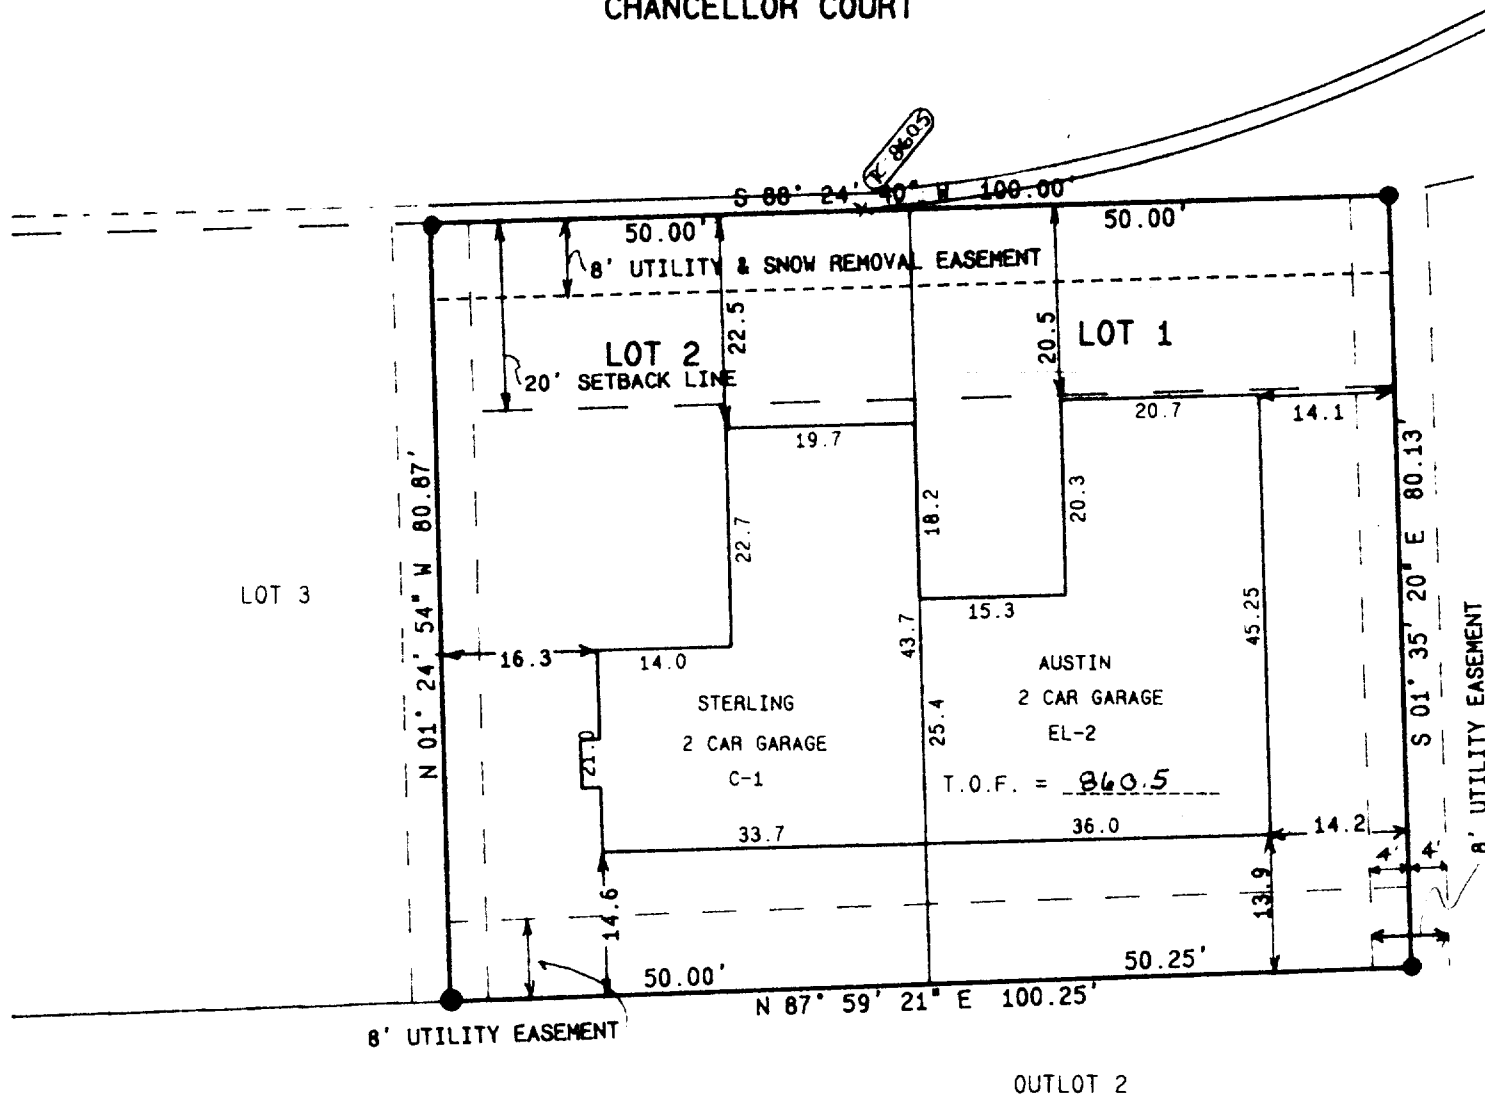 CHANCELLOR COURT
860.5
S 88° 24' 40" W 100.00'
50.00'
50.00'
8' UTILITY & SNOW REMOVAL EASEMENT
22.5
20.5
LOT 2
LOT 1
20' SETBACK LINE
19.7
20.7
14.1
N 01° 24' 54" W 80.87'
22.7
18.2
20.3
S 01° 35' 20" E 80.13'
LOT 3
15.3
45.25
43.7
16.3
14.0
AUSTIN
2 CAR GARAGE
EL-2
STERLING
2 CAR GARAGE
C-1
21.0
25.4
T.O.F. = 860.5
33.7
36.0
14.2
4'
4'
8' UTILITY EASEMENT
14.6
13.9
50.00'
50.25'
N 87° 59' 21" E 100.25'
8' UTILITY EASEMENT
OUTLOT 2